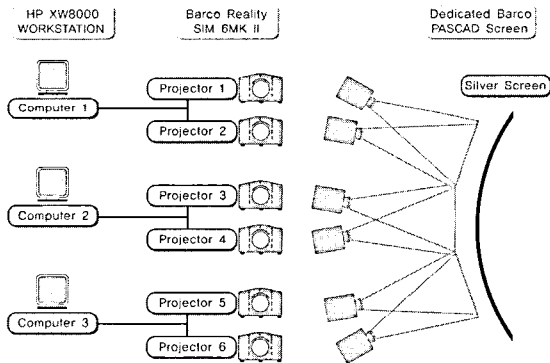 HP XW8000
WORKSTATION
Barco Reality
SIM 6MK II
Dedicated Barco
PASCAD Screen
Projector 1
Silver Screen
Computer 1
Projector 2
Projector 3
Computer 2
Projector 4
Projector 5
Computer 3
Projector 6